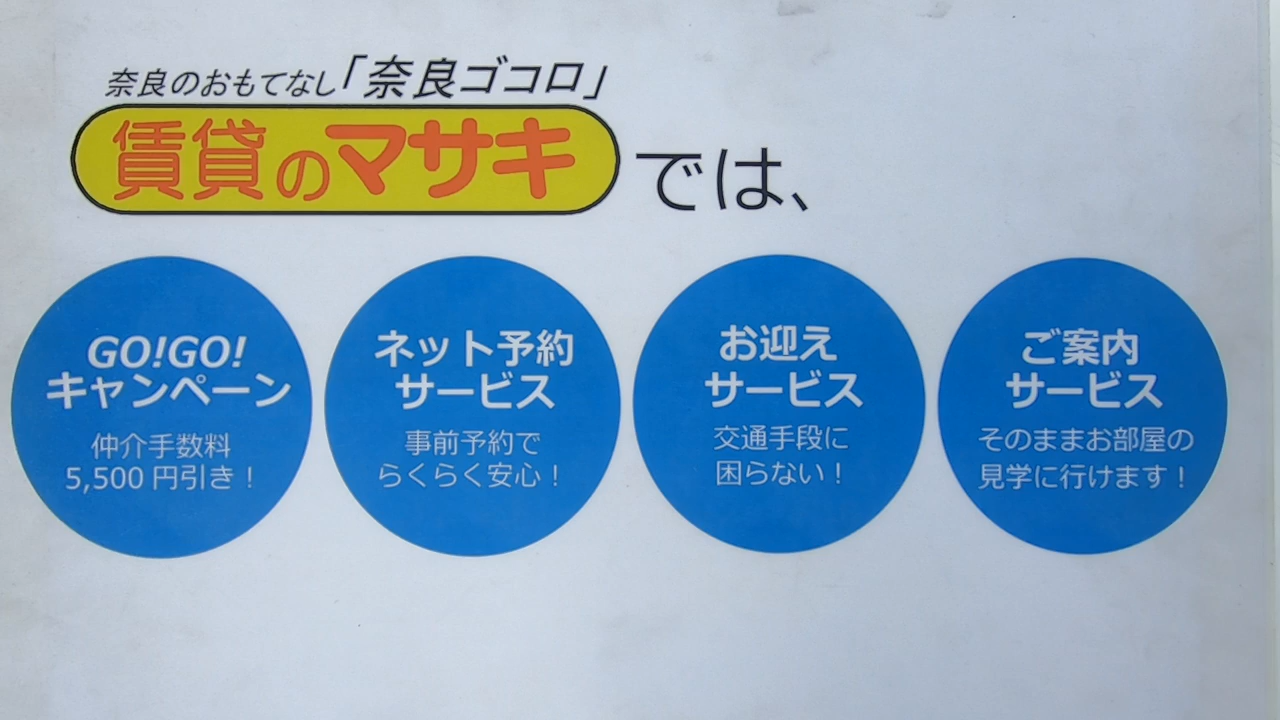 奈良のおもてなし「奈良ゴコロ」
賃貸のマサキでは、
GO!GO!
キャンペーン
仲介手数料
5,500円引き！
ネット予約
サービス
事前予約で
らくらく安心！
お迎え
サービス
交通手段に
困らない！
ご案内
サービス
そのままお部屋の
見学に行けます！